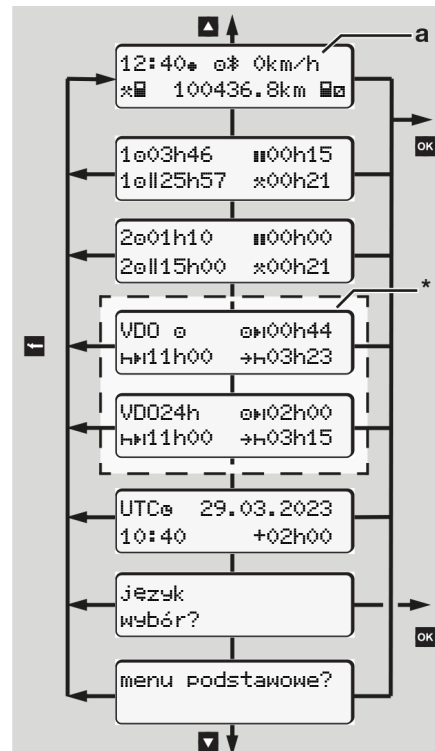 a
12:40● ⊙ᛒ 0km/h
⚒ 100436.8km
OK
1⊙03h46 00h15
1⊙||25h57 ⚒00h21
2⊙01h10 00h00
2⊙||15h00 ⚒00h21
*
VDO ⊙ ⊙00h44
11h00 03h23
VDO24h ⊙02h00
11h00 03h15
UTC 29.03.2023
10:40 +02h00
język
wybór?
OK
menu podstawowe?